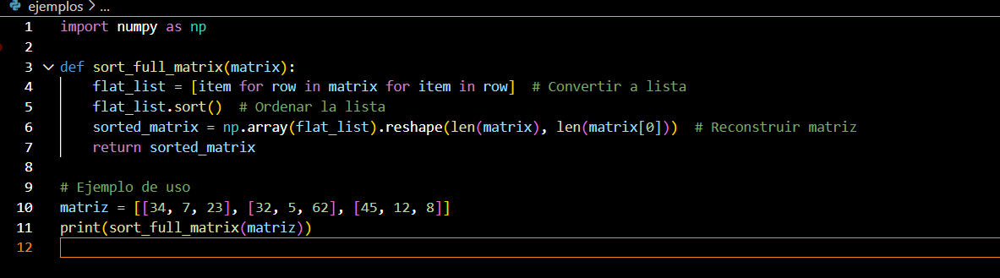 ejemplos > ...
1 import numpy as np
2
3 def sort_full_matrix(matrix):
4     flat_list = [item for row in matrix for item in row]  # Convertir a lista
5     flat_list.sort()  # Ordenar la lista
6     sorted_matrix = np.array(flat_list).reshape(len(matrix), len(matrix[0]))  # Reconstruir matriz
7     return sorted_matrix
8
9 # Ejemplo de uso
10 matriz = [[34, 7, 23], [32, 5, 62], [45, 12, 8]]
11 print(sort_full_matrix(matriz))
12